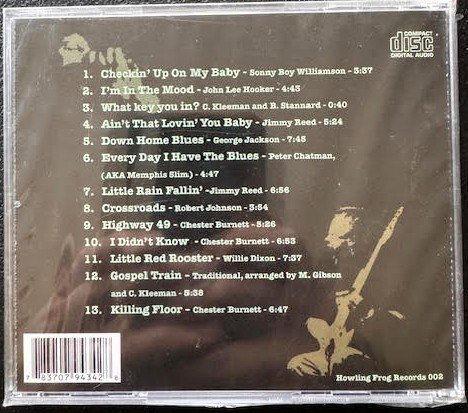 COMPACT
disc
DIGITAL AUDIO
1. Checkin' Up On My Baby - Sonny Boy Williamson - 3:37
2. I'm In The Mood - John Lee Hooker - 4:43
3. What key you in? C. Kleeman and B. Stannard - 0:40
4. Ain't That Lovin' You Baby - Jimmy Reed - 5:24
5. Down Home Blues - George Jackson - 7:45
6. Every Day I Have The Blues - Peter Chatman,
(AKA Memphis Slim) - 4:47
7. Little Rain Fallin' -Jimmy Reed - 6:56
8. Crossroads - Robert Johnson - 3:54
9. Highway 49 - Chester Burnett - 5:26
10. I Didn't Know - Chester Burnett - 6:53
11. Little Red Rooster - Willie Dixon - 7:37
12. Gospel Train - Traditional, arranged by M. Gibson
and C. Kleeman - 5:38
13. Killing Floor - Chester Burnett - 6:47
7 83707 94342 8
Howling Frog Records 002